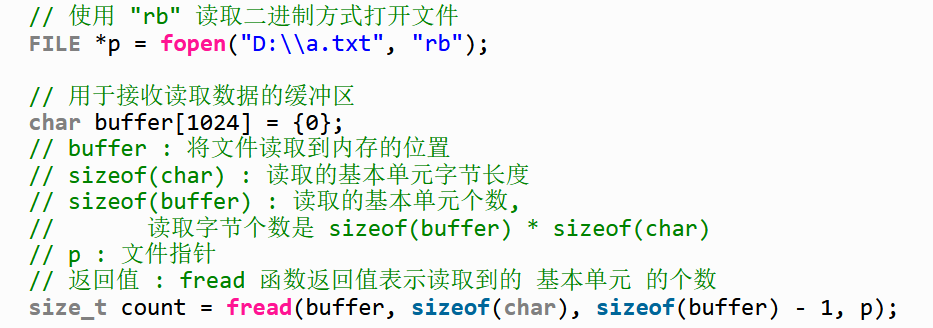 // 使用 "rb" 读取二进制方式打开文件
FILE *p = fopen("D:\\a.txt", "rb");
// 用于接收读取数据的缓冲区
char buffer[1024] = {0};
// buffer : 将文件读取到内存的位置
// sizeof(char) : 读取的基本单元字节长度
// sizeof(buffer) : 读取的基本单元个数,
//       读取字节个数是 sizeof(buffer) * sizeof(char)
// p : 文件指针
// 返回值 : fread 函数返回值表示读取到的 基本单元 的个数
size_t count = fread(buffer, sizeof(char), sizeof(buffer) - 1, p);